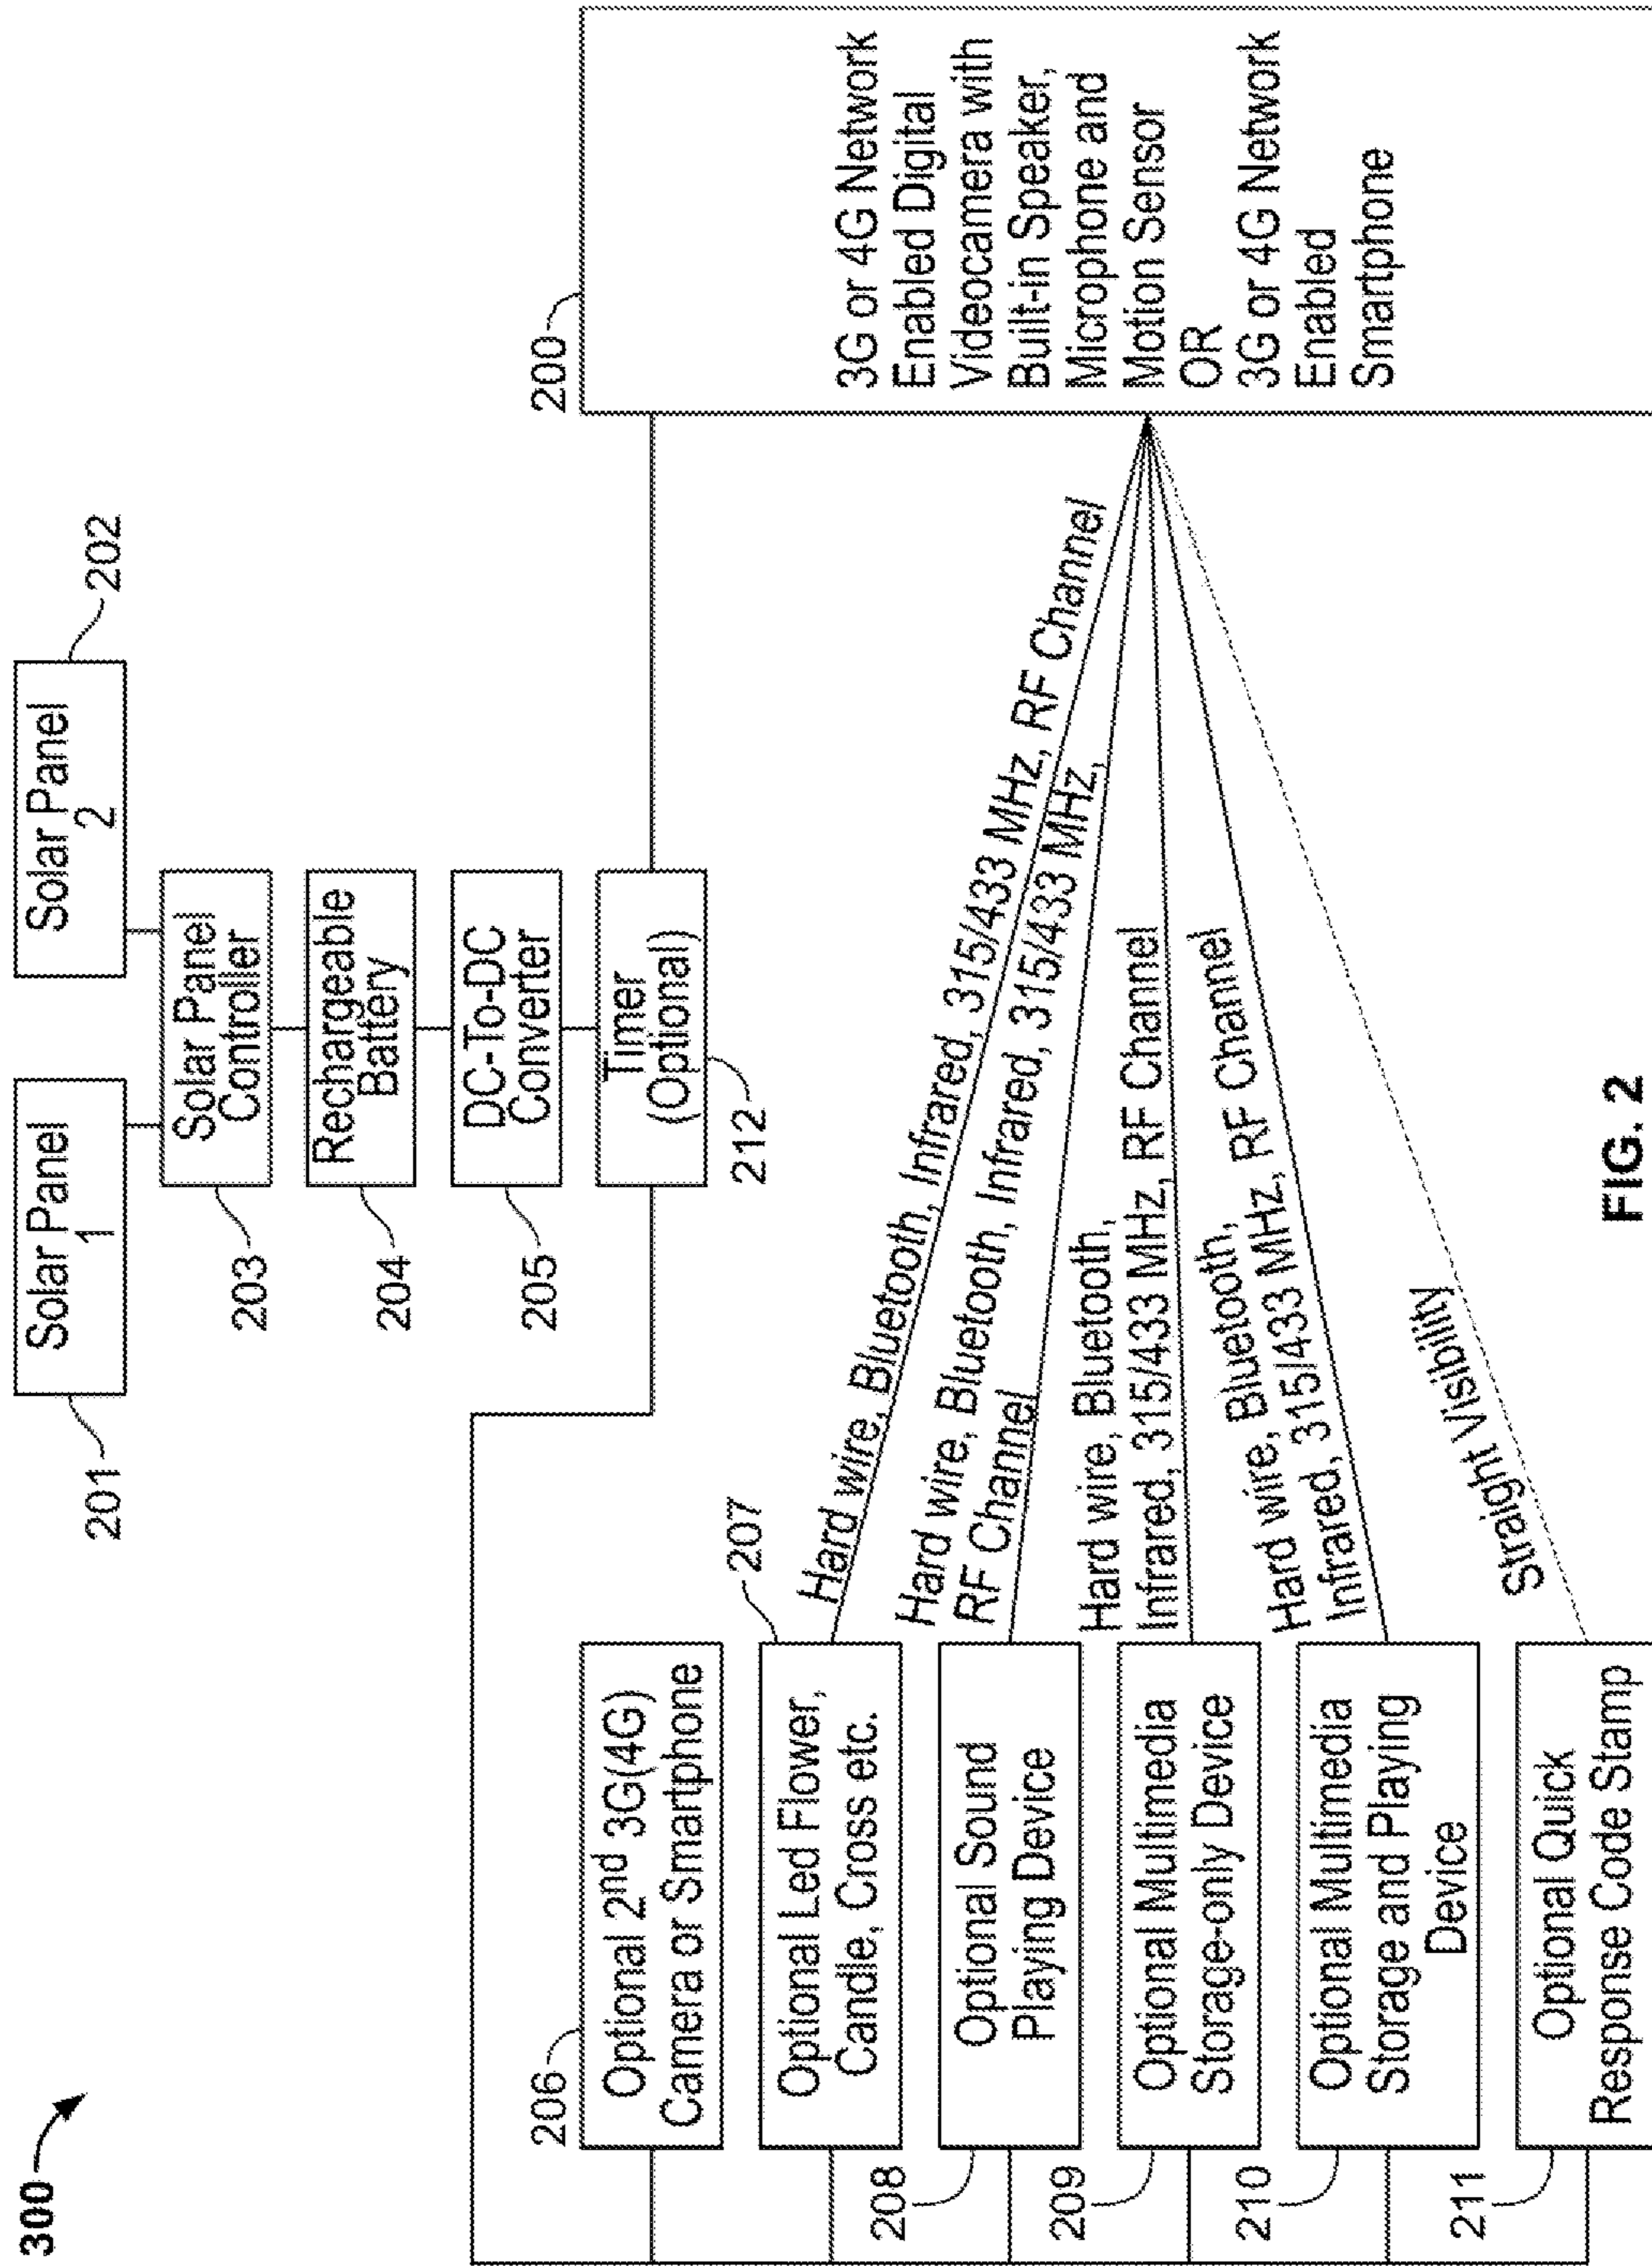 300
Solar Panel
1
201
Solar Panel
2
202
Solar Panel
Controller
203
Rechargeable
Battery
204
DC-To-DC
Converter
205
Timer
(Optional)
212
200
3G or 4G Network
Enabled Digital
Videocamera with
Built-in Speaker,
Microphone and
Motion Sensor
OR
3G or 4G Network
Enabled
Smartphone
206
Optional 2nd 3G(4G)
Camera or Smartphone
207
Optional Led Flower,
Candle, Cross etc.
Hard wire, Bluetooth, Infrared, 315/433 MHz, RF Channel
208
Optional Sound
Playing Device
Hard wire, Bluetooth, Infrared, 315/433 MHz,
RF Channel
209
Optional Multimedia
Storage-only Device
Hard wire, Bluetooth,
Infrared, 315/433 MHz, RF Channel
210
Optional Multimedia
Storage and Playing
Device
Hard wire, Bluetooth,
Infrared, 315/433 MHz, RF Channel
211
Optional Quick
Response Code Stamp
Straight Visibility
FIG. 2